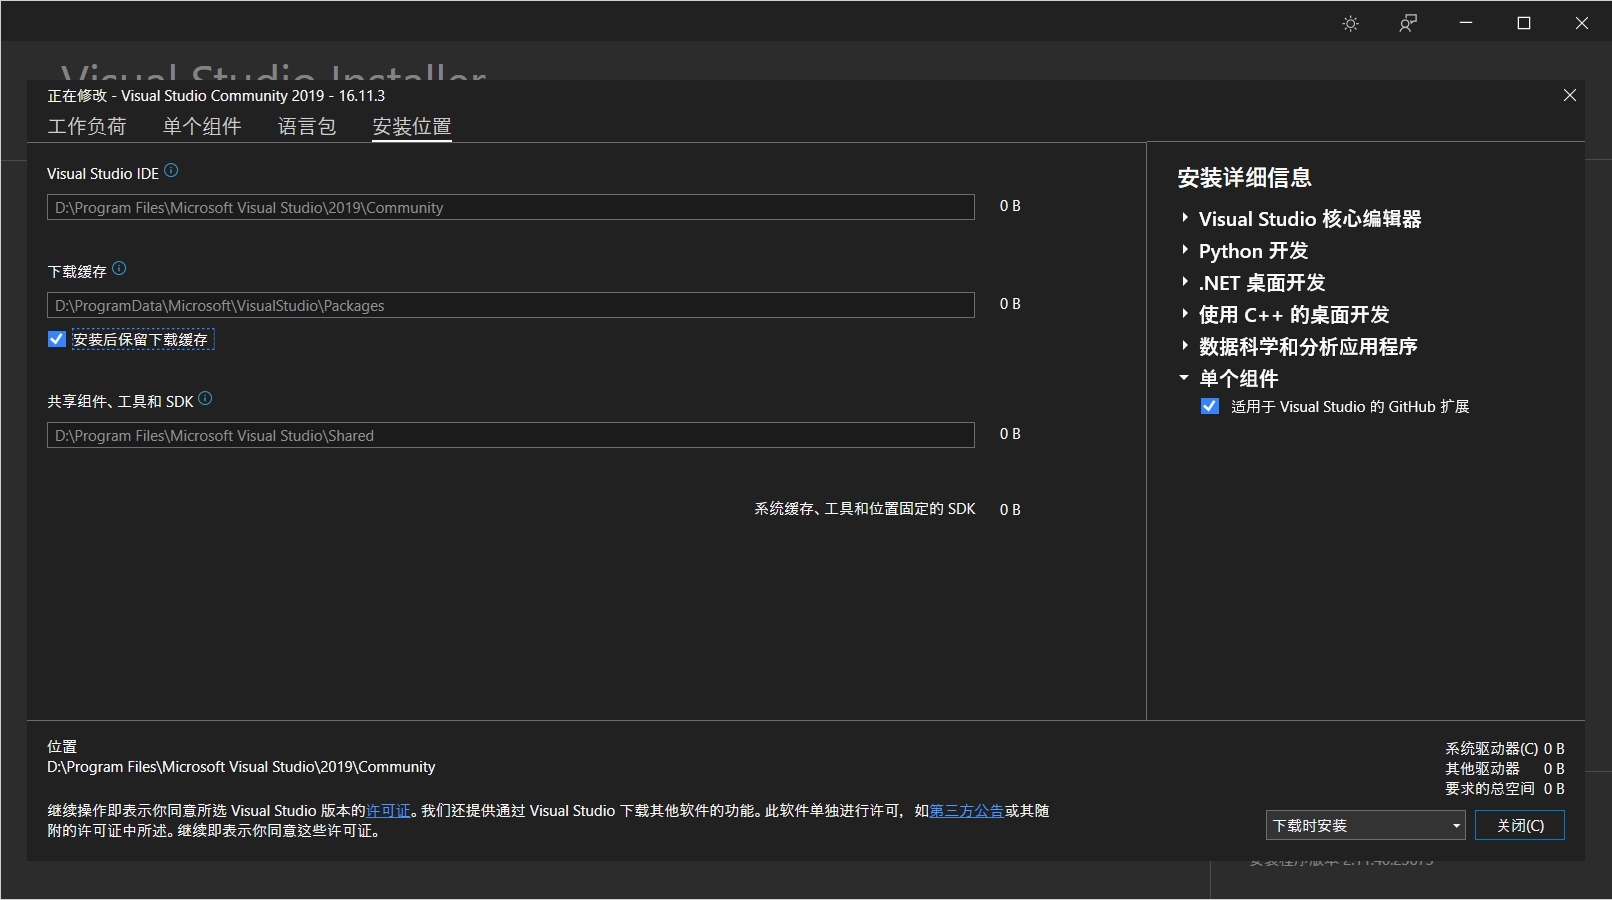 Visual Studio Installer
正在修改 - Visual Studio Community 2019 - 16.11.3
工作负荷 单个组件 语言包 安装位置
Visual Studio IDE
D:\Program Files\Microsoft Visual Studio\2019\Community 0 B
下载缓存
D:\ProgramData\Microsoft\VisualStudio\Packages 0 B
安装后保留下载缓存
共享组件、工具和 SDK
D:\Program Files\Microsoft Visual Studio\Shared 0 B
系统缓存、工具和位置固定的 SDK 0 B
安装详细信息
Visual Studio 核心编辑器
Python 开发
.NET 桌面开发
使用 C++ 的桌面开发
数据科学和分析应用程序
单个组件
适用于 Visual Studio 的 GitHub 扩展
位置
D:\Program Files\Microsoft Visual Studio\2019\Community
继续操作即表示你同意所选 Visual Studio 版本的许可证。我们还提供通过 Visual Studio 下载其他软件的功能。此软件单独进行许可，如第三方公告或其随
附的许可证中所述。继续即表示你同意这些许可证。
系统驱动器(C) 0 B
其他驱动器 0 B
要求的总空间 0 B
下载时安装 关闭(C)